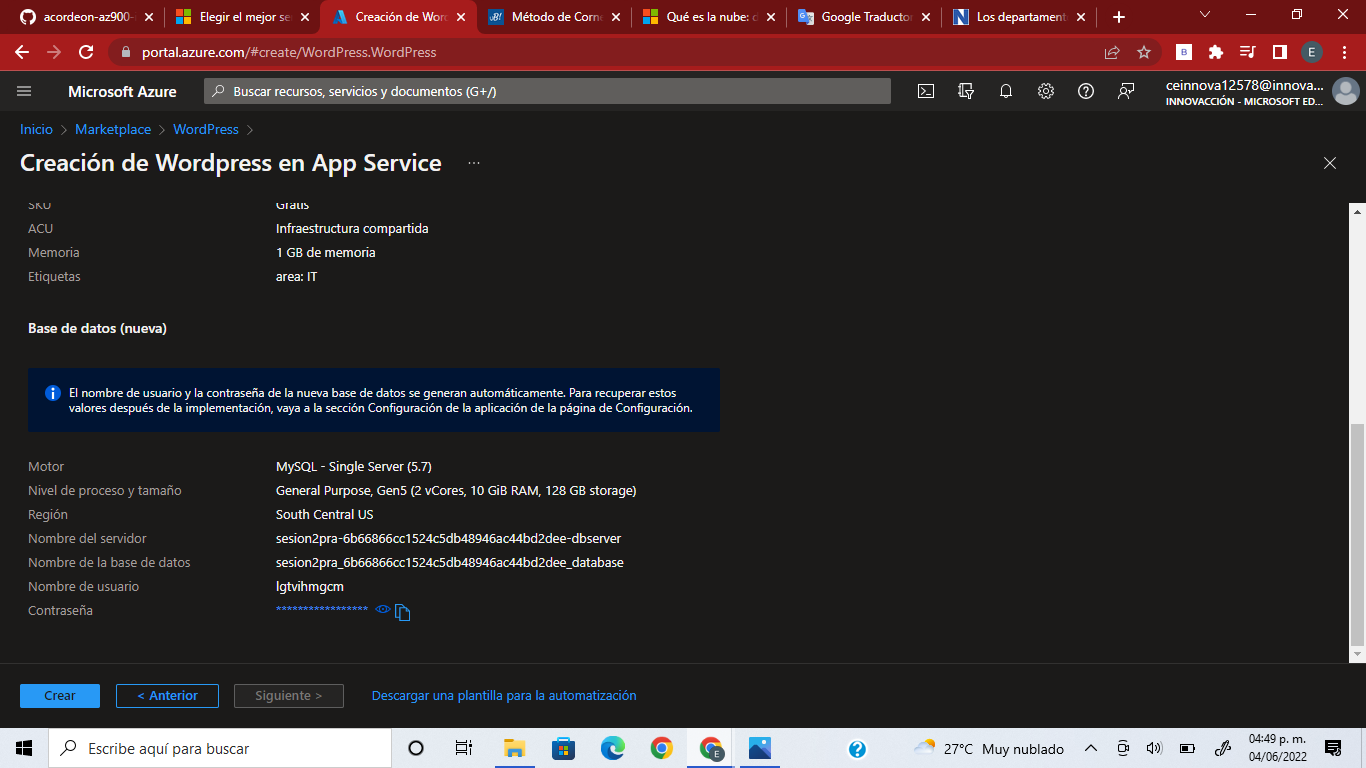 acordeon-az900-
Elegir el mejor se
Creación de Word
Método de Corne
Qué es la nube: d
Google Traductor
Los departament
portal.azure.com/#create/WordPress.WordPress
B
E
Microsoft Azure
Buscar recursos, servicios y documentos (G+/)
ceinnova12578@innova...
INNOVACCIÓN - MICROSOFT ED...
Inicio > Marketplace > WordPress >
Creación de Wordpress en App Service ...
SKU Gratis
ACU Infraestructura compartida
Memoria 1 GB de memoria
Etiquetas area: IT
Base de datos (nueva)
El nombre de usuario y la contraseña de la nueva base de datos se generan automáticamente. Para recuperar estos
valores después de la implementación, vaya a la sección Configuración de la aplicación de la página de Configuración.
Motor MySQL - Single Server (5.7)
Nivel de proceso y tamaño General Purpose, Gen5 (2 vCores, 10 GiB RAM, 128 GB storage)
Región South Central US
Nombre del servidor sesion2pra-6b66866cc1524c5db48946ac44bd2dee-dbserver
Nombre de la base de datos sesion2pra_6b66866cc1524c5db48946ac44bd2dee_database
Nombre de usuario lgtvihmgcm
Contraseña *****************
Crear < Anterior Siguiente > Descargar una plantilla para la automatización
Escribe aquí para buscar
27°C Muy nublado
04:49 p. m.
04/06/2022